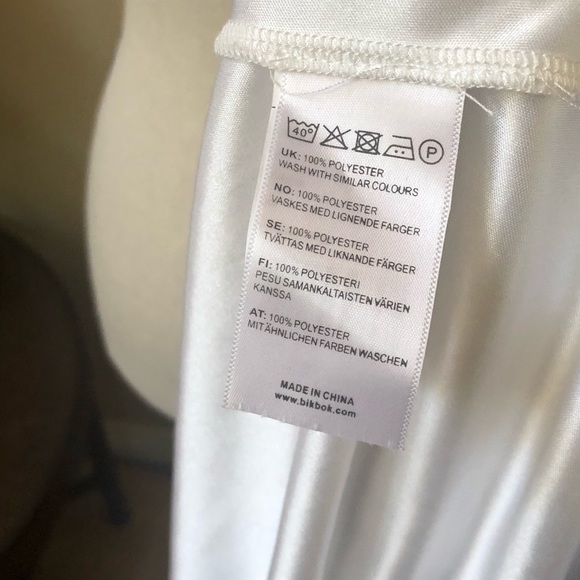 40°
P
UK: 100% POLYESTER
WASH WITH SIMILAR COLOURS
NO: 100% POLYESTER
VASKES MED LIGNENDE FARGER
SE: 100% POLYESTER
TVÄTTAS MED LIKNANDE FÄRGER
FI: 100% POLYESTERI
PESU SAMANKALTAISTEN VÄRIEN
KANSSA
AT: 100% POLYESTER
MIT ÄHNLICHEN FARBEN WASCHEN
MADE IN CHINA
www.bikbok.com